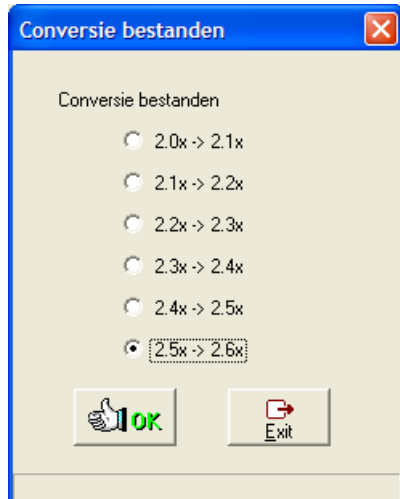 Conversie bestanden
Conversie bestanden
2.0x -> 2.1x
2.1x -> 2.2x
2.2x -> 2.3x
2.3x -> 2.4x
2.4x -> 2.5x
2.5x -> 2.6x
OK
Exit